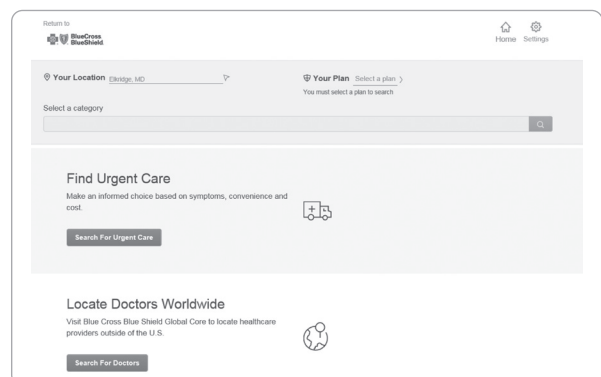 Return to
BlueCross
BlueShield
Home Settings
Your Location Elkridge, MD
Your Plan Select a plan >
You must select a plan to search
Select a category
Find Urgent Care
Make an informed choice based on symptoms, convenience and
cost.
Search For Urgent Care
Locate Doctors Worldwide
Visit Blue Cross Blue Shield Global Core to locate healthcare
providers outside of the U.S.
Search For Doctors